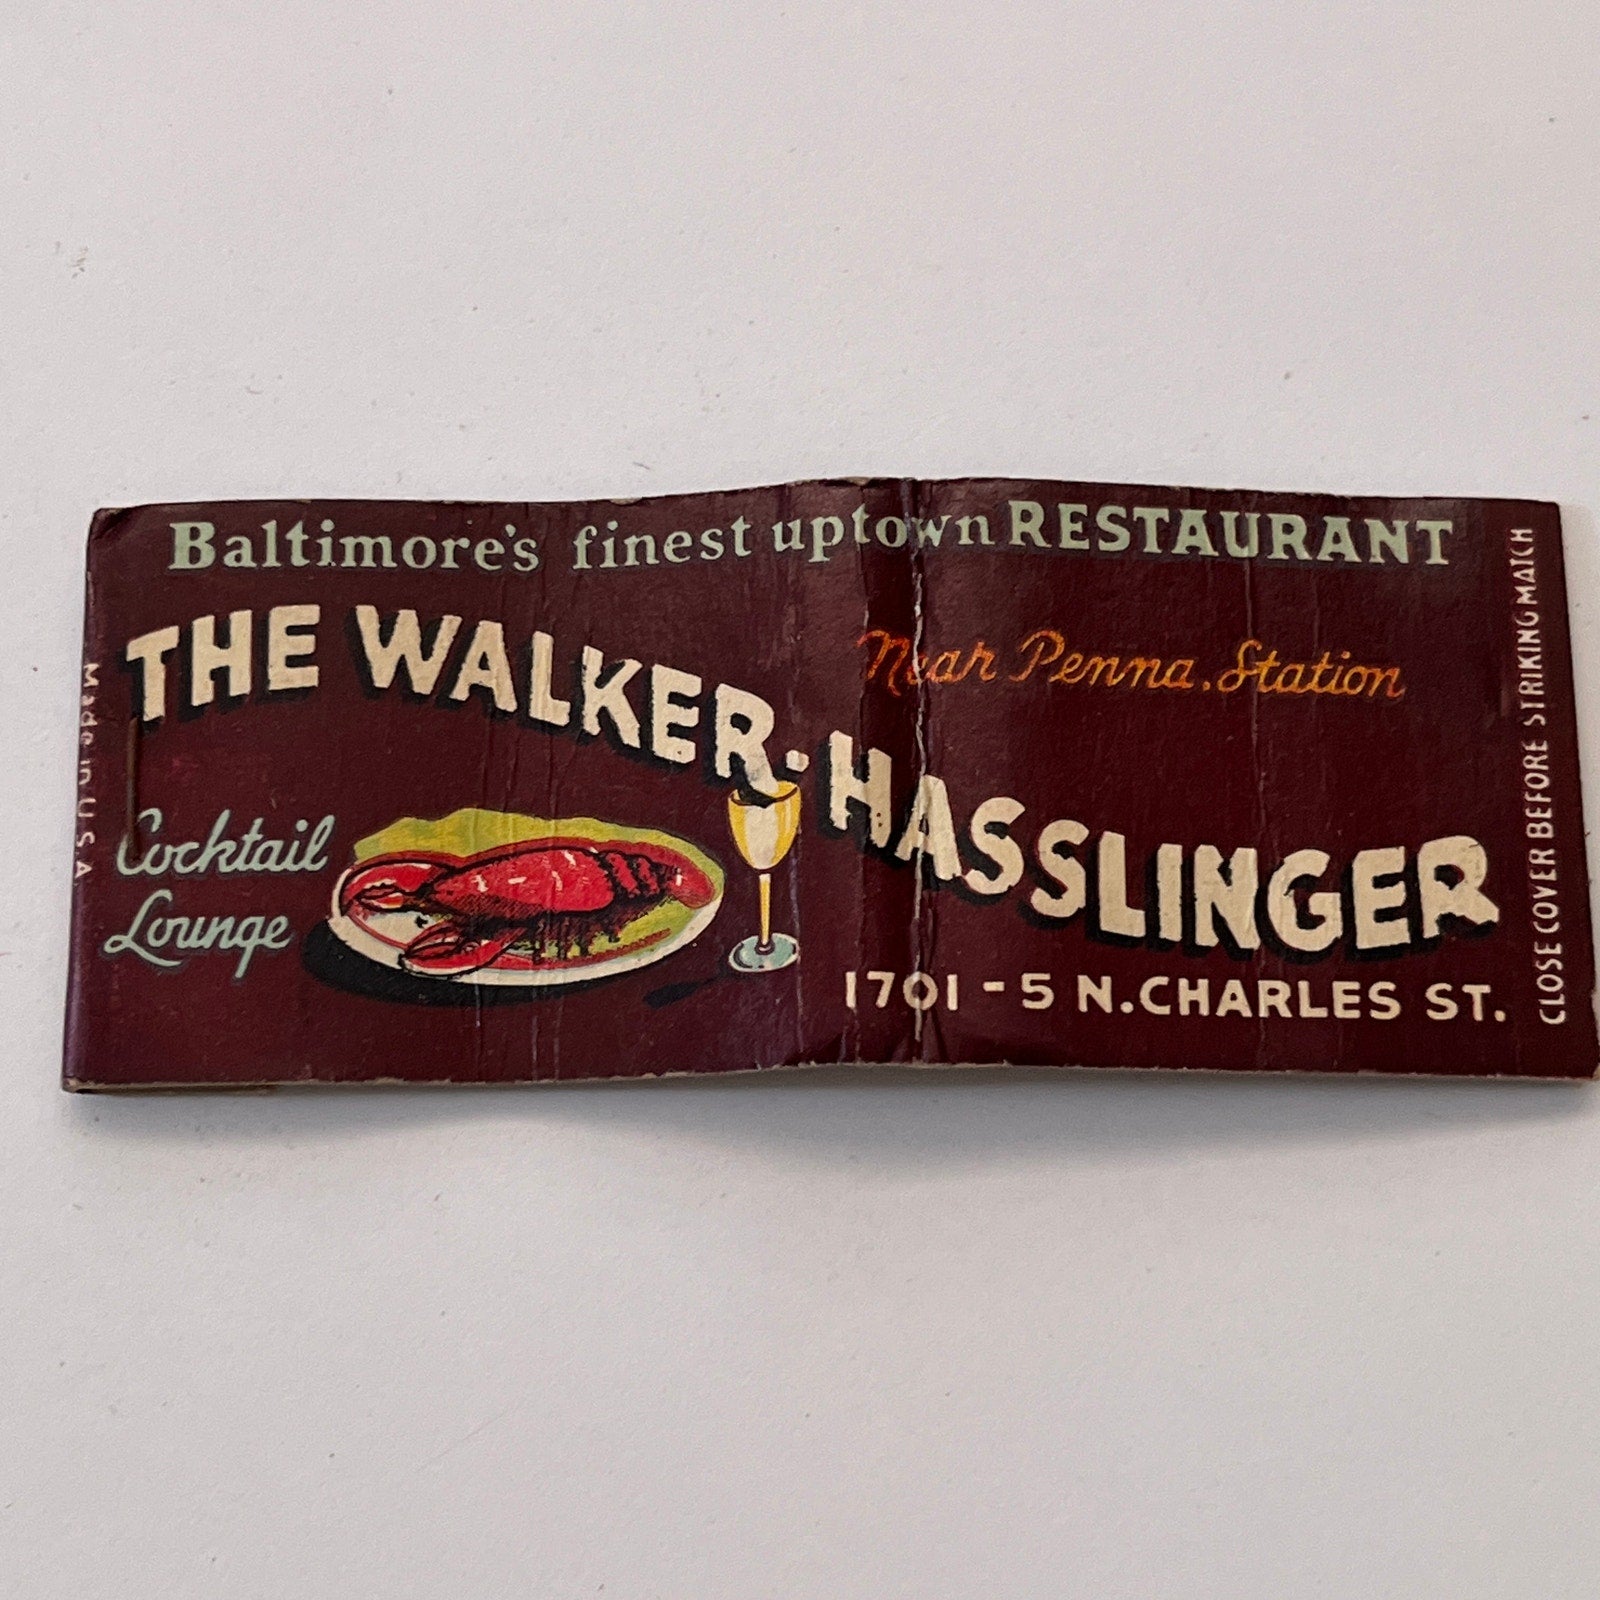 Baltimore's finest uptown RESTAURANT
THE WALKER-HASSLINGER
Near Penna. Station
Cocktail
Lounge
1701-5 N. CHARLES ST.
Made in U S A
CLOSE COVER BEFORE STRIKING MATCH